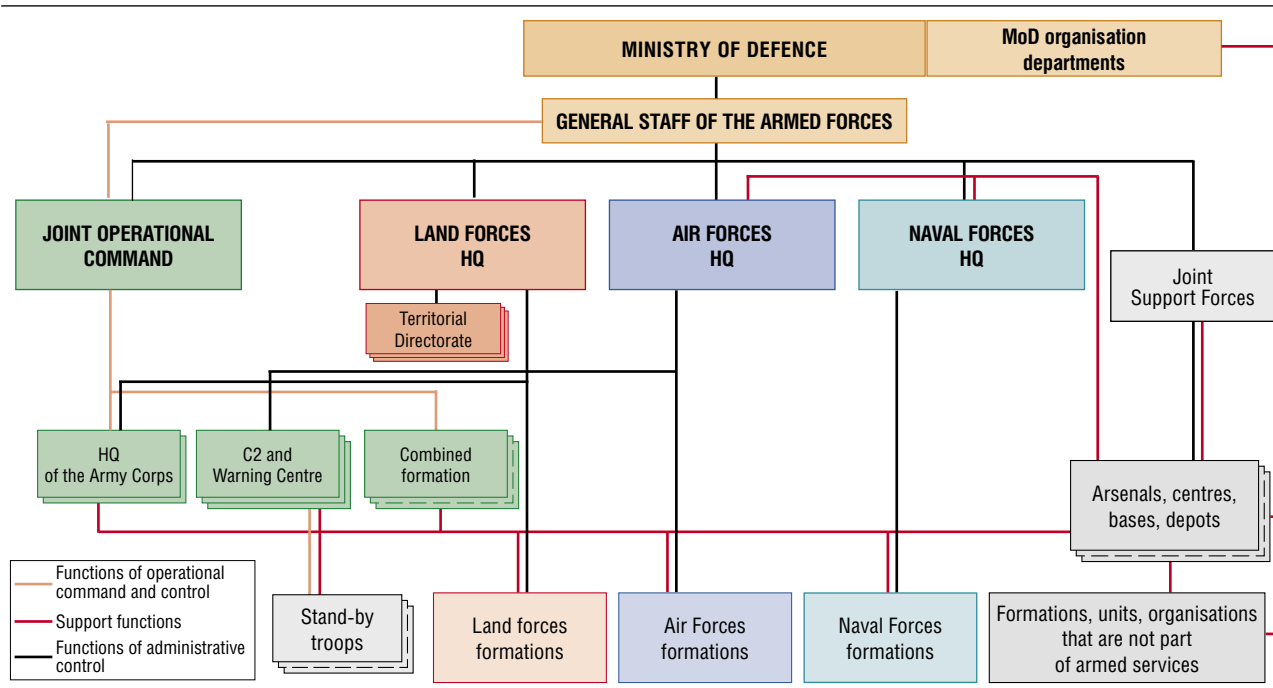 MINISTRY OF DEFENCE
MoD organisation
departments
GENERAL STAFF OF THE ARMED FORCES
JOINT OPERATIONAL
COMMAND
LAND FORCES
HQ
AIR FORCES
HQ
NAVAL FORCES
HQ
Joint
Support Forces
Territorial
Directorate
HQ
of the Army Corps
C2 and
Warning Centre
Combined
formation
Arsenals, centres,
bases, depots
Functions of operational
command and control
Support functions
Functions of administrative
control
Stand-by
troops
Land forces
formations
Air Forces
formations
Naval Forces
formations
Formations, units, organisations
that are not part
of armed services